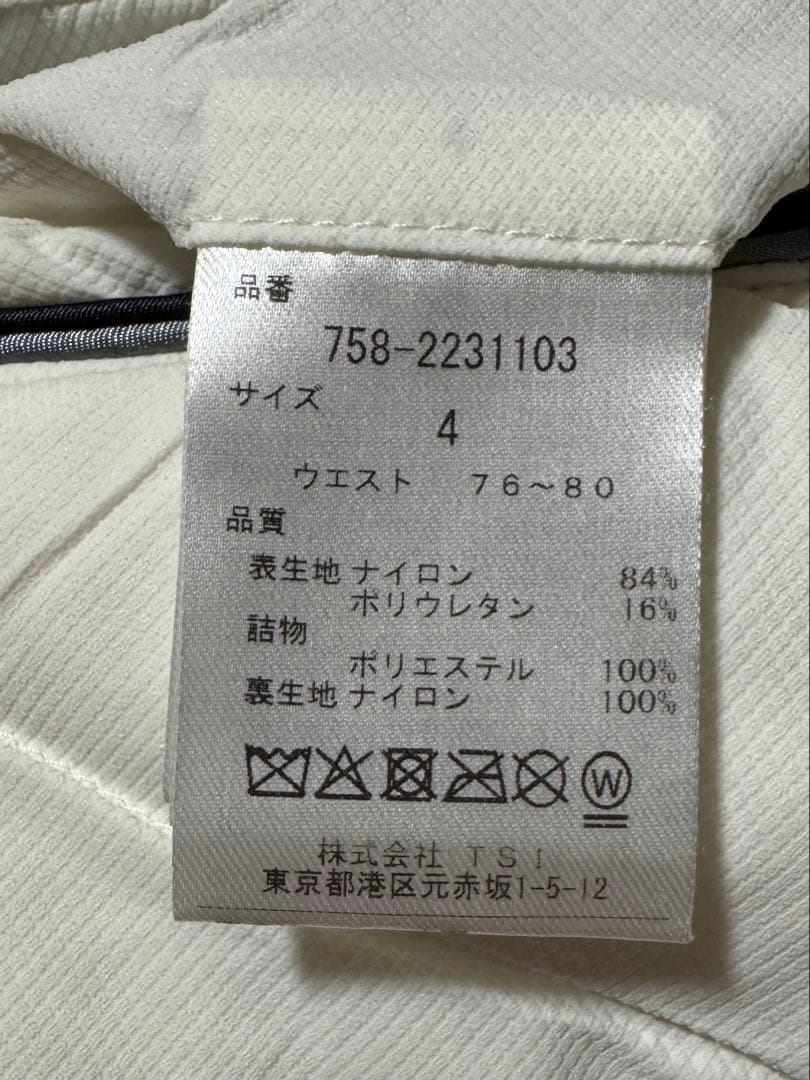 品番
758-2231103
サイズ
4
ウエスト 76～80
品質
表生地 ナイロン 84%
ポリウレタン 16%
詰物
ポリエステル 100%
裏生地 ナイロン 100%
W
株式会社 TSI
東京都港区元赤坂1-5-12